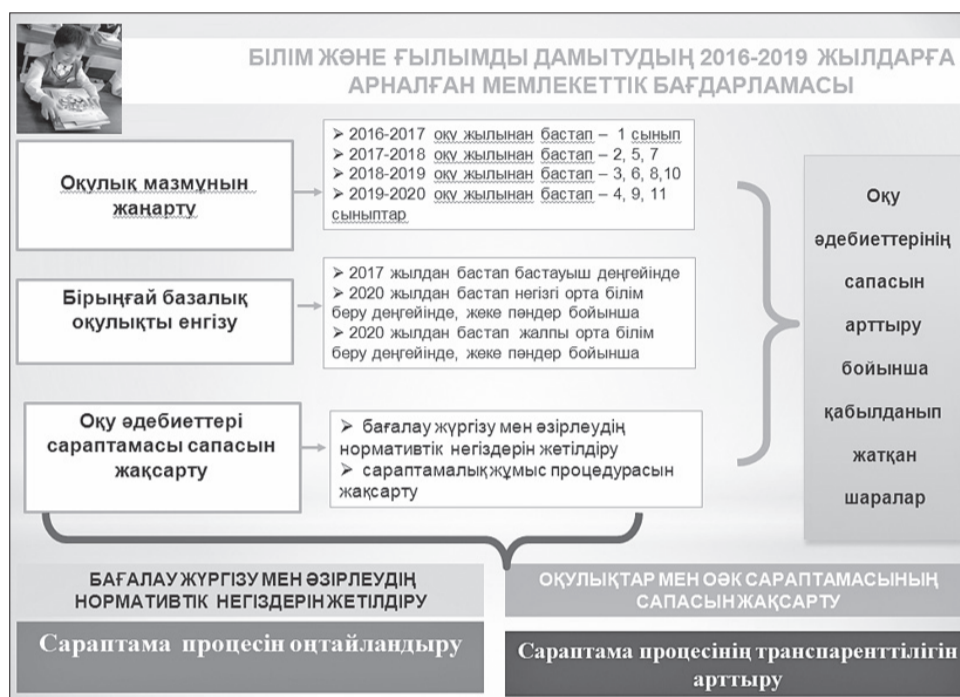 БІЛІМ ЖӘНЕ ҒЫЛЫМДЫ ДАМЫТУДЫҢ 2016-2019 ЖЫЛДАРҒА
АРНАЛҒАН МЕМЛЕКЕТТІК БАҒДАРЛАМАСЫ
Оқулық мазмұнын
жаңарту
➤ 2016-2017 оқу жылынан бастап – 1 сынып
➤ 2017-2018 оқу жылынан бастап – 2, 5, 7
➤ 2018-2019 оқу жылынан бастап – 3, 6, 8,10
➤ 2019-2020 оқу жылынан бастап – 4, 9, 11
сыныптар
Бірыңғай базалық
оқулықты енгізу
➤ 2017 жылдан бастап бастауыш деңгейінде
➤ 2020 жылдан бастап негізгі орта білім
беру деңгейінде, жеке пәндер бойынша
➤ 2020 жылдан бастап жалпы орта білім
беру деңгейінде, жеке пәндер бойынша
Оқу әдебиеттері
сараптамасы сапасын
жақсарту
➤ бағалау жүргізу мен әзірлеудің
нормативтік негіздерін жетілдіру
➤ сараптамалық жұмыс процедурасын
жақсарту
Оқу
әдебиеттерінің
сапасын
арттыру
бойынша
қабылданып
жатқан
шаралар
БАҒАЛАУ ЖҮРГІЗУ МЕН ӘЗІРЛЕУДІҢ
НОРМАТИВТІК НЕГІЗДЕРІН ЖЕТІЛДІРУ
Сараптама процесін оңтайландыру
ОҚУЛЫҚТАР МЕН ОӘК САРАПТАМАСЫНЫҢ
САПАСЫН ЖАҚСАРТУ
Сараптама процесінің транспаренттілігін
арттыру